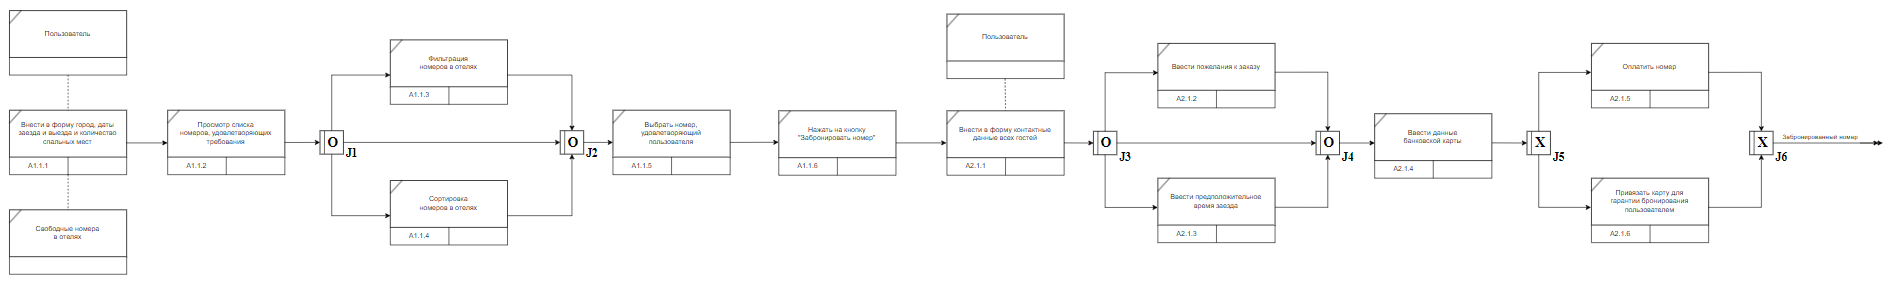 Пользователь
Внести в форму город, даты
заезда и выезда и количество
спальных мест
A1.1.1
Свободные номера
в отелях
Просмотр списка
номеров, удовлетворяющих
требования
A1.1.2
O
J1
Фильтрация
номеров в отелях
A1.1.3
Сортировка
номеров в отелях
A1.1.4
O
J2
Выбрать номер,
удовлетворяющий
пользователя
A1.1.5
Нажать на кнопку
"Забронировать номер"
A1.1.6
Пользователь
Внести в форму контактные
данные всех гостей
A2.1.1
O
J3
Ввести пожелания к заказу
A2.1.2
Ввести предположительное
время заезда
A2.1.3
O
J4
Ввести данные
банковской карты
A2.1.4
X
J5
Оплатить номер
A2.1.5
Привязать карту для
гарантии бронирования
пользователем
A2.1.6
X
J6
Забронированный номер